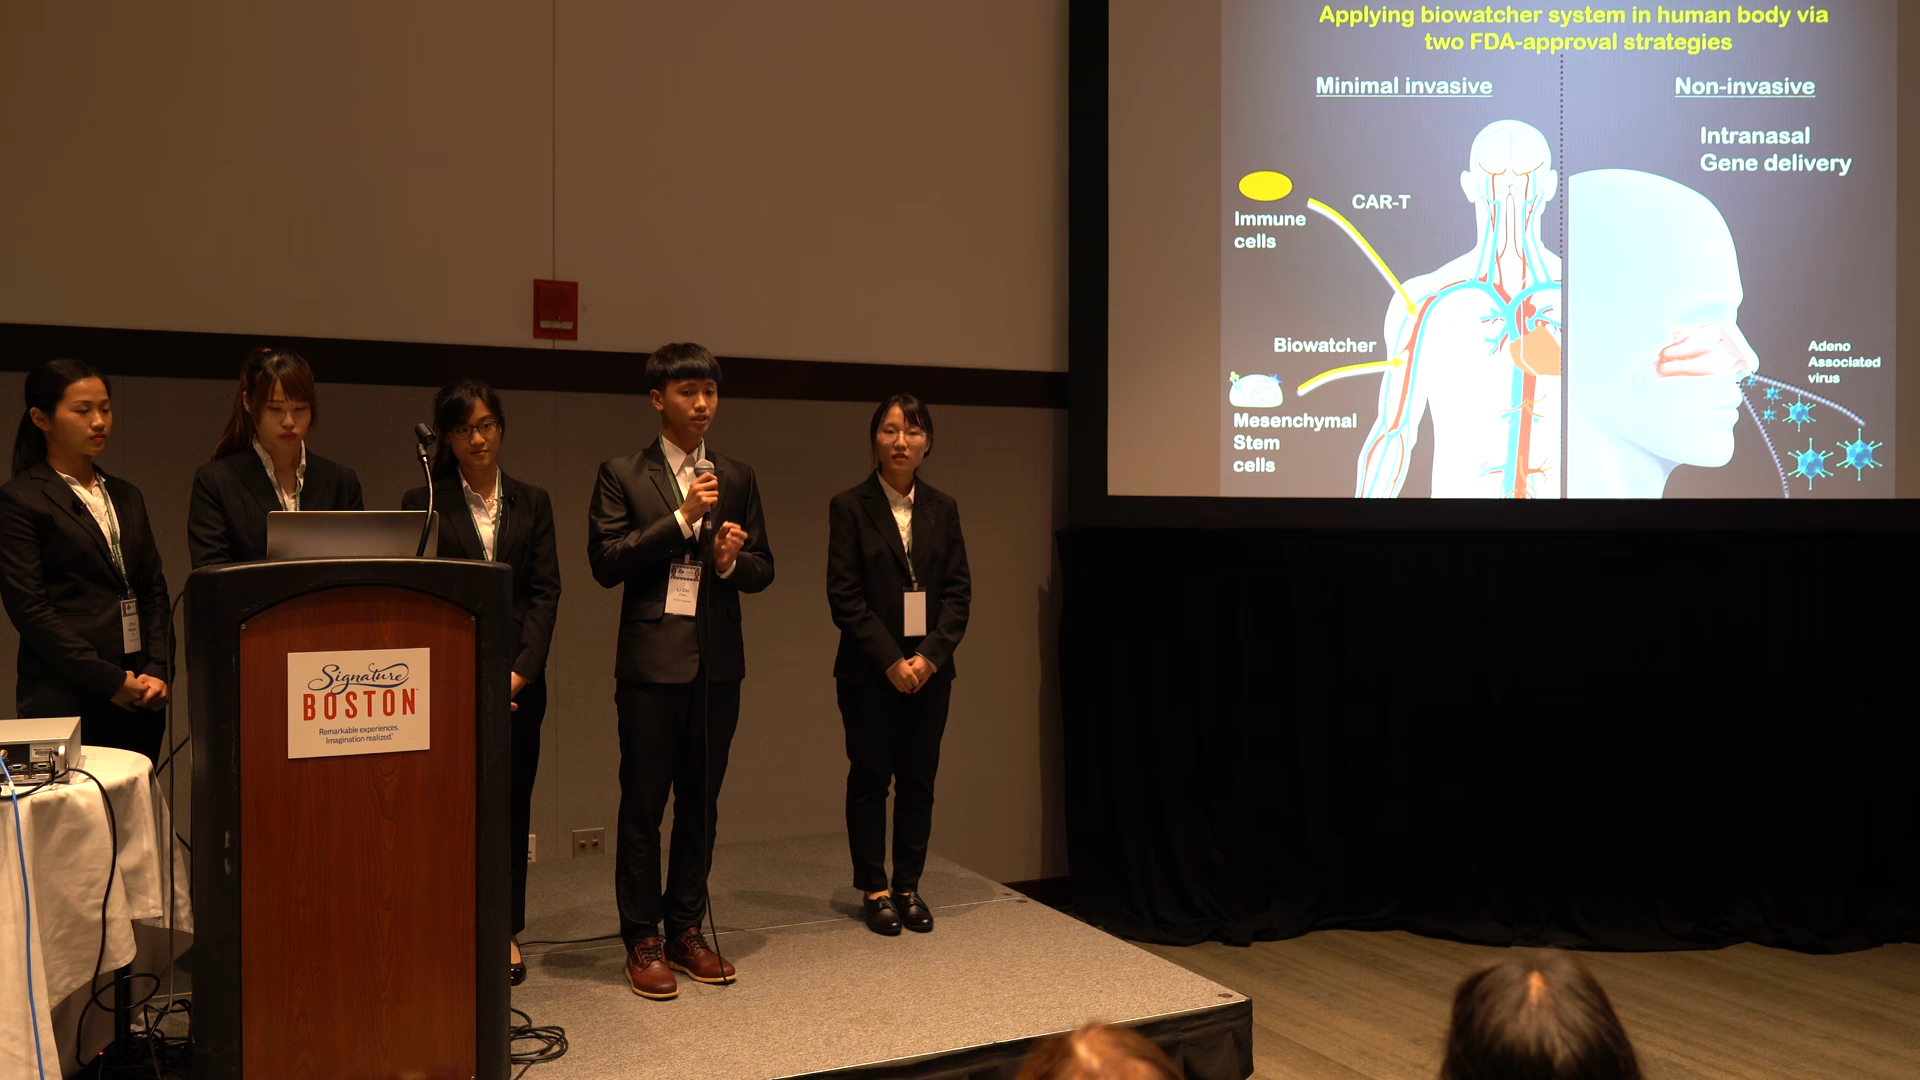 Applying biowatcher system in human body via
two FDA-approval strategies
Minimal invasive
Non-invasive
Intranasal
Gene delivery
CAR-T
Immune
cells
Biowatcher
Adeno
Associated
virus
Mesenchymal
Stem
cells
Signature
BOSTON
Remarkable experiences.
Imagination realized.